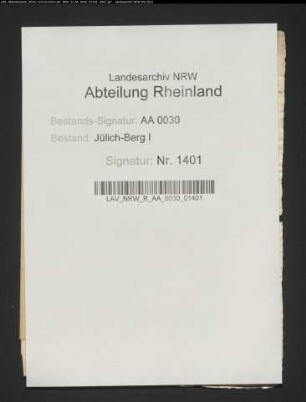 Landesarchiv NRW
Abteilung Rheinland
Bestands-Signatur: AA 0030
Bestand: Jülich-Berg I
Signatur: Nr. 1401
LAV_NRW_R_AA_0030_01401